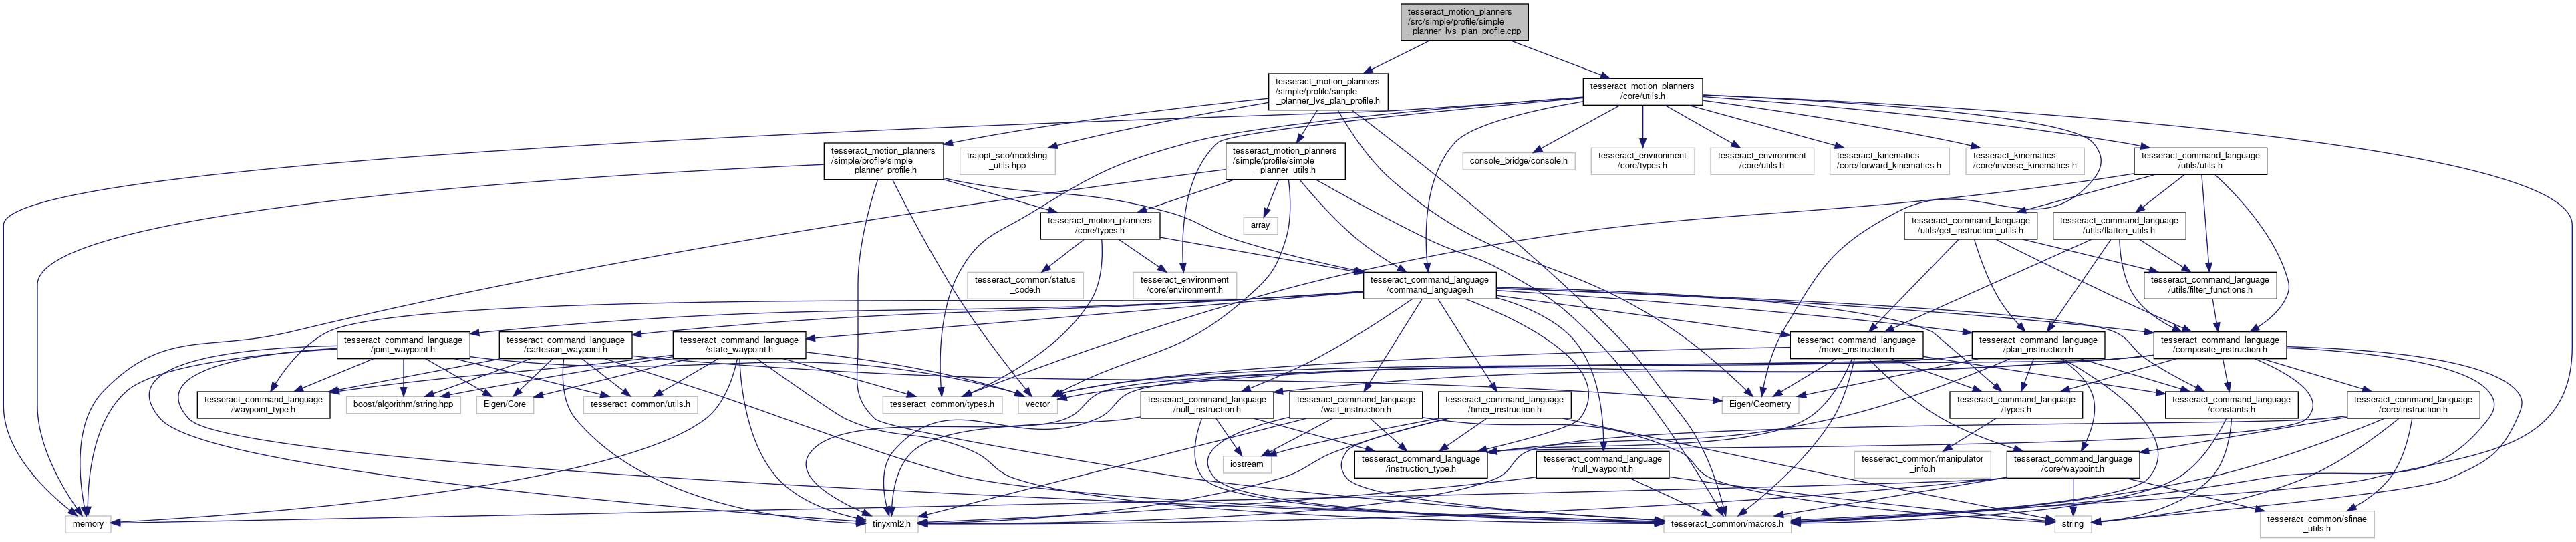 tesseract_motion_planners
/src/simple/profile/simple
_planner_lvs_plan_profile.cpp
tesseract_motion_planners
/simple/profile/simple
_planner_lvs_plan_profile.h
tesseract_motion_planners
/core/utils.h
tesseract_motion_planners
/simple/profile/simple
_planner_profile.h
trajopt_sco/modeling
_utils.hpp
tesseract_motion_planners
/simple/profile/simple
_planner_utils.h
console_bridge/console.h
tesseract_environment
/core/types.h
tesseract_environment
/core/utils.h
tesseract_kinematics
/core/forward_kinematics.h
tesseract_kinematics
/core/inverse_kinematics.h
tesseract_command_language
/utils/utils.h
tesseract_motion_planners
/core/types.h
array
tesseract_command_language
/utils/get_instruction_utils.h
tesseract_command_language
/utils/flatten_utils.h
tesseract_common/status
_code.h
tesseract_environment
/core/environment.h
tesseract_command_language
/command_language.h
tesseract_command_language
/utils/filter_functions.h
tesseract_command_language
/joint_waypoint.h
tesseract_command_language
/cartesian_waypoint.h
tesseract_command_language
/state_waypoint.h
tesseract_command_language
/move_instruction.h
tesseract_command_language
/plan_instruction.h
tesseract_command_language
/composite_instruction.h
tesseract_command_language
/waypoint_type.h
boost/algorithm/string.hpp
Eigen/Core
tesseract_common/utils.h
tesseract_common/types.h
vector
Eigen/Geometry
tesseract_command_language
/null_instruction.h
tesseract_command_language
/wait_instruction.h
tesseract_command_language
/timer_instruction.h
tesseract_command_language
/types.h
tesseract_command_language
/constants.h
tesseract_command_language
/core/instruction.h
iostream
tesseract_command_language
/instruction_type.h
tesseract_command_language
/null_waypoint.h
tesseract_common/manipulator
_info.h
tesseract_command_language
/core/waypoint.h
memory
tinyxml2.h
tesseract_common/macros.h
string
tesseract_common/sfinae
_utils.h